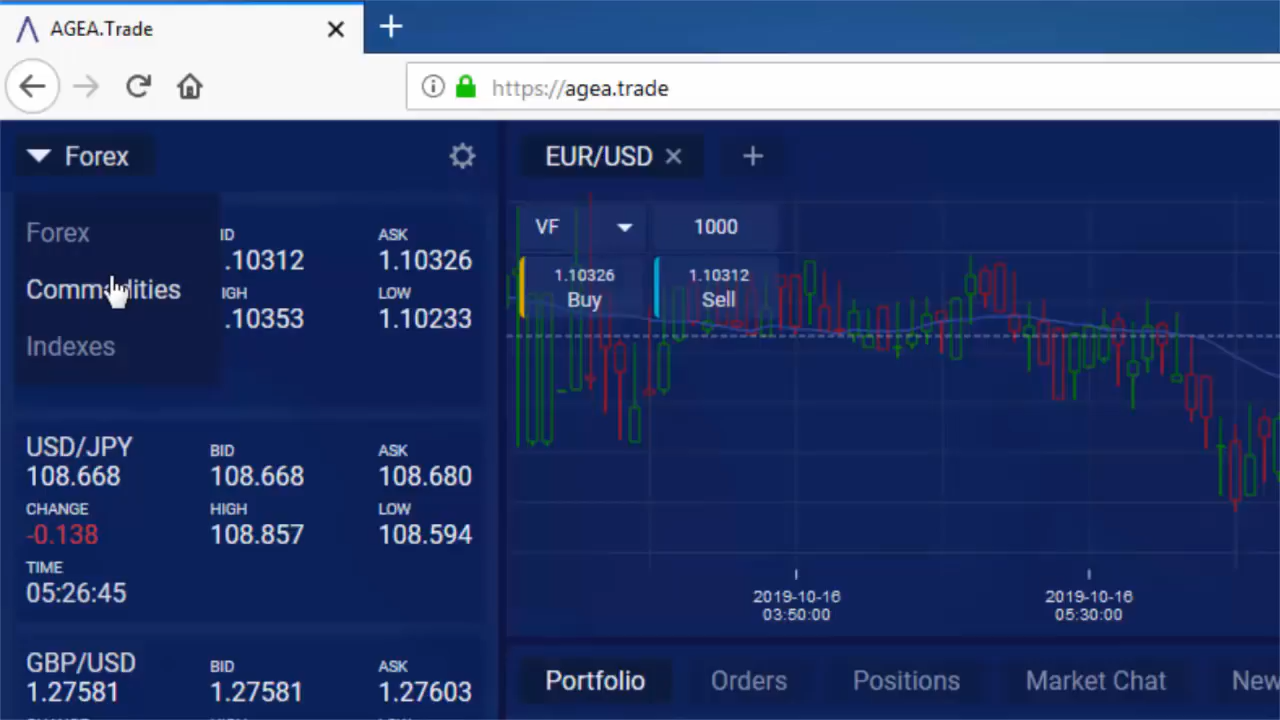 AGEA.Trade
https://agea.trade
Forex
EUR/USD
Forex
Commodities
Indexes
ID
ASK
.10312
1.10326
IGH
LOW
.10353
1.10233
USD/JPY
108.668
BID
108.668
ASK
108.680
CHANGE
-0.138
HIGH
108.857
LOW
108.594
TIME
05:26:45
GBP/USD
1.27581
BID
1.27581
ASK
1.27603
VF
1000
1.10326
Buy
1.10312
Sell
2019-10-16
03:50:00
2019-10-16
05:30:00
Portfolio
Orders
Positions
Market Chat
New